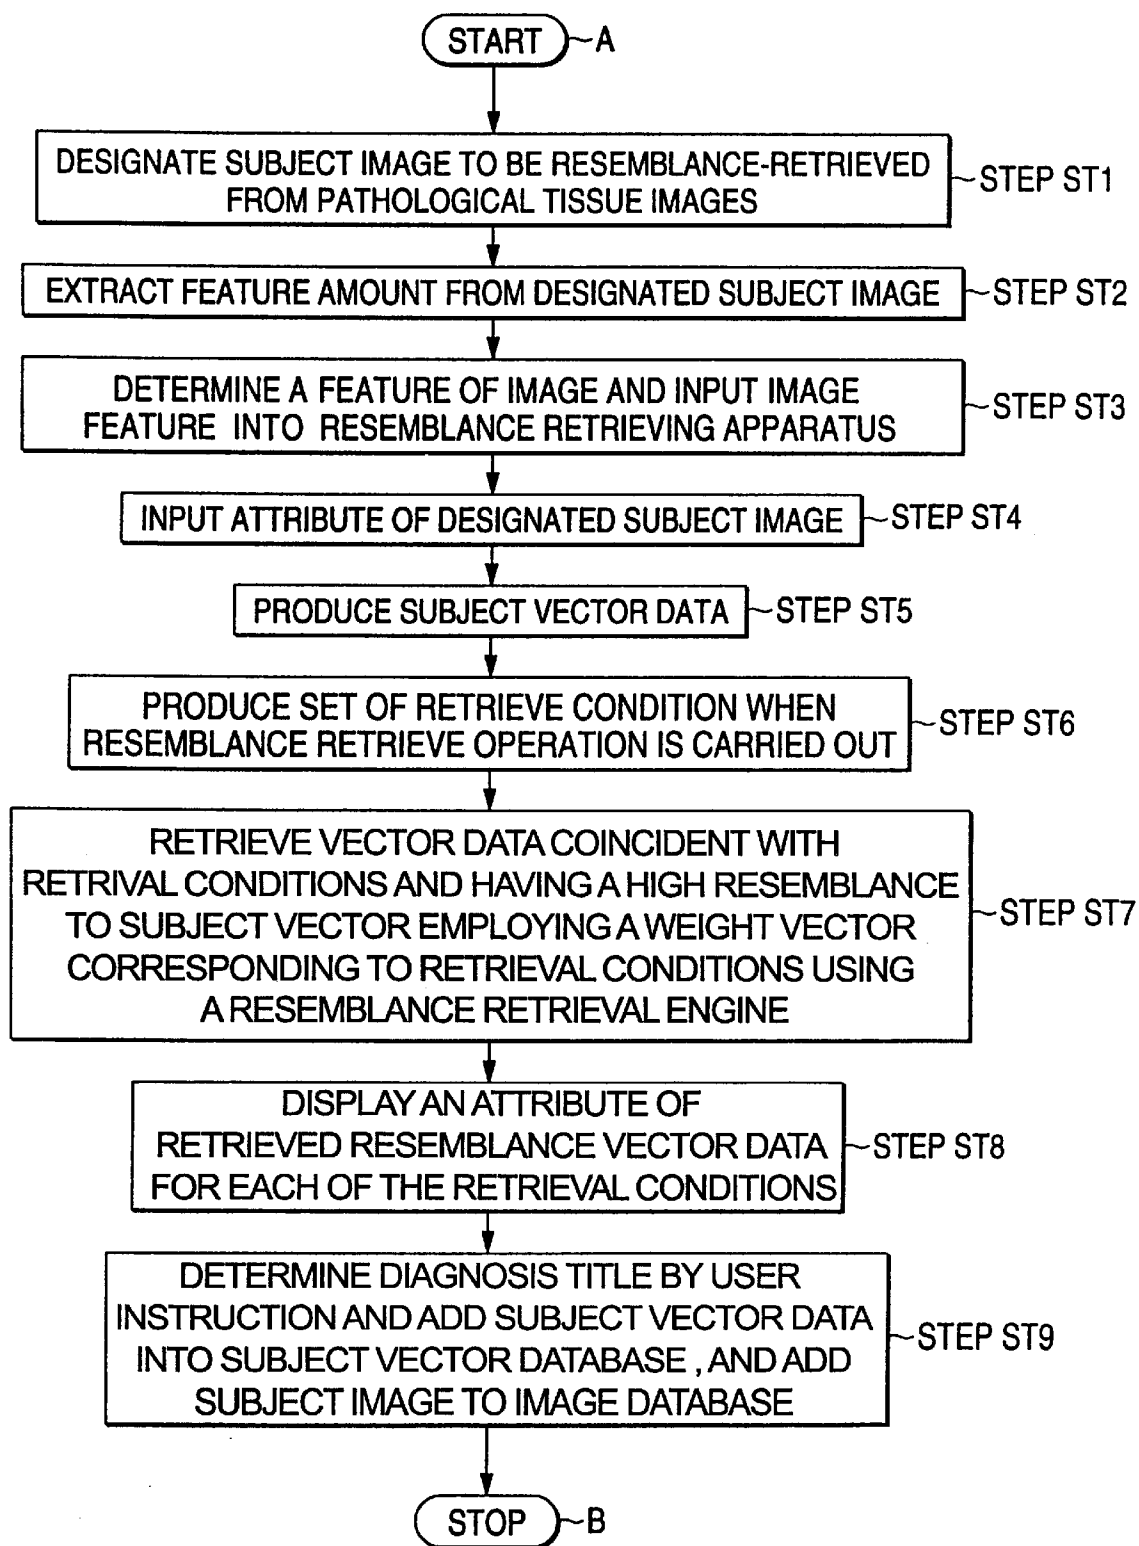 START A
DESIGNATE SUBJECT IMAGE TO BE RESEMBLANCE-RETRIEVED
FROM PATHOLOGICAL TISSUE IMAGES
STEP ST1
EXTRACT FEATURE AMOUNT FROM DESIGNATED SUBJECT IMAGE
STEP ST2
DETERMINE A FEATURE OF IMAGE AND INPUT IMAGE
FEATURE INTO RESEMBLANCE RETRIEVING APPARATUS
STEP ST3
INPUT ATTRIBUTE OF DESIGNATED SUBJECT IMAGE
STEP ST4
PRODUCE SUBJECT VECTOR DATA
STEP ST5
PRODUCE SET OF RETRIEVE CONDITION WHEN
RESEMBLANCE RETRIEVE OPERATION IS CARRIED OUT
STEP ST6
RETRIEVE VECTOR DATA COINCIDENT WITH
RETRIVAL CONDITIONS AND HAVING A HIGH RESEMBLANCE
TO SUBJECT VECTOR EMPLOYING A WEIGHT VECTOR
CORRESPONDING TO RETRIEVAL CONDITIONS USING
A RESEMBLANCE RETRIEVAL ENGINE
STEP ST7
DISPLAY AN ATTRIBUTE OF
RETRIEVED RESEMBLANCE VECTOR DATA
FOR EACH OF THE RETRIEVAL CONDITIONS
STEP ST8
DETERMINE DIAGNOSIS TITLE BY USER
INSTRUCTION AND ADD SUBJECT VECTOR DATA
INTO SUBJECT VECTOR DATABASE , AND ADD
SUBJECT IMAGE TO IMAGE DATABASE
STEP ST9
STOP B